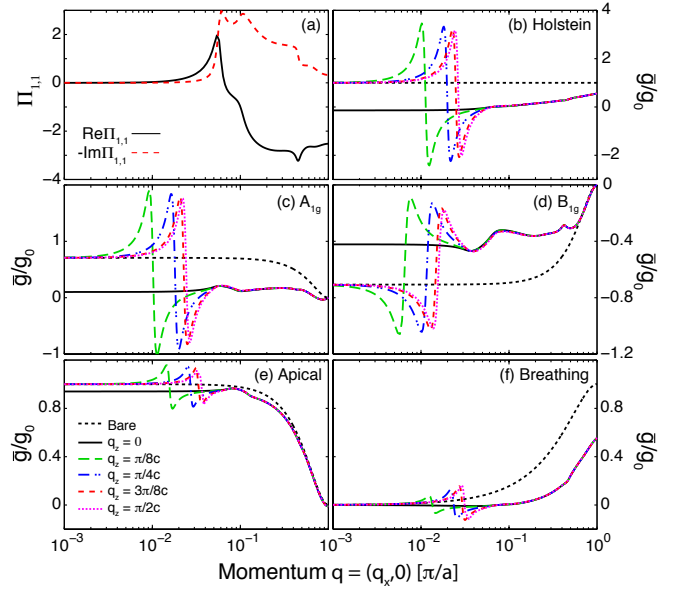 (a)
2
0
-2
-4
Π1,1
ReΠ1,1
-ImΠ1,1
(b) Holstein
4
2
0
-2
-4
g̅/g0
(c) A1g
1
0
-1
g̅/g0
(d) B1g
0
-0.4
-0.8
-1.2
g̅/g0
(e) Apical
0.8
0.4
0
g̅/g0
Bare
qz = 0
qz = π/8c
qz = π/4c
qz = 3π/8c
qz = π/2c
(f) Breathing
1.2
0.8
0.4
0
g̅/g0
10⁻³ 10⁻² 10⁻¹ 10⁻³ 10⁻² 10⁻¹ 10⁰
Momentum q = (qx,0) [π/a]